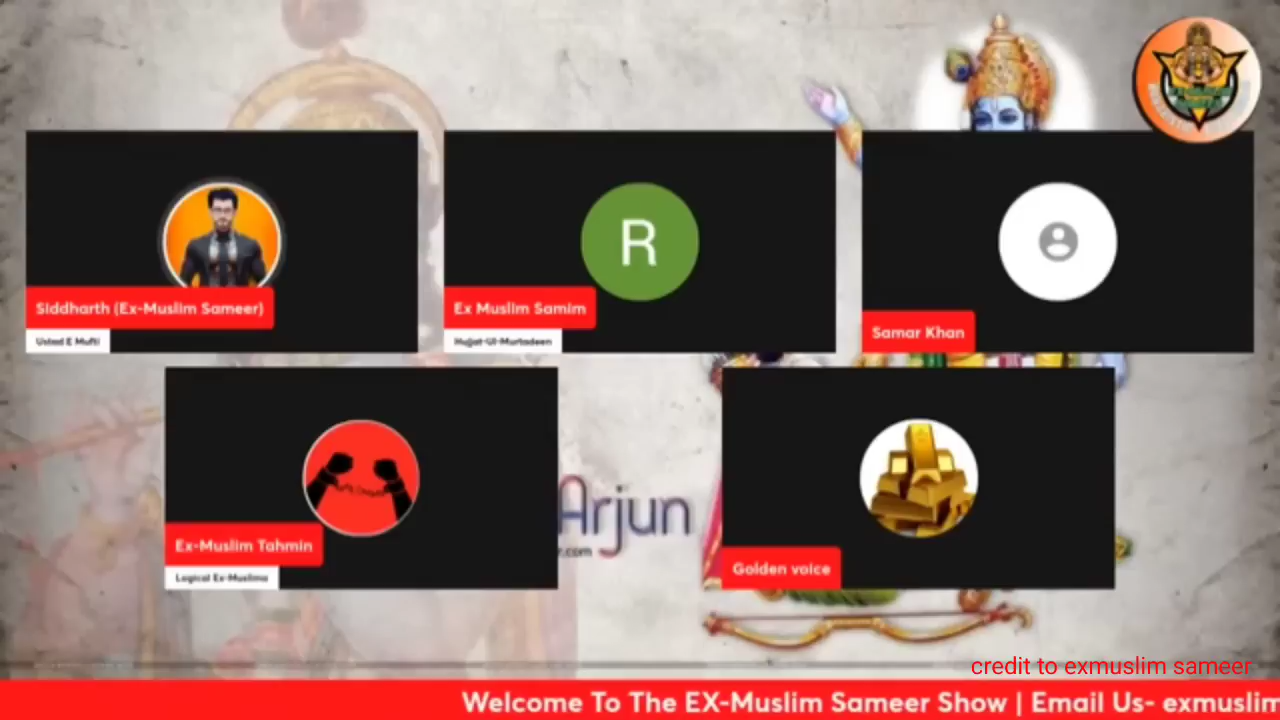 Siddharth (Ex-Muslim Sameer)
Ustad E Mufti
R
Ex Muslim Samim
Hujjat-Ul-Murtadeen
Samar Khan
Ex-Muslim Tahmin
Logical Ex-Muslims
Arjun
.com
Golden voice
credit to exmuslim sameer
Welcome To The EX-Muslim Sameer Show | Email Us- exmuslim